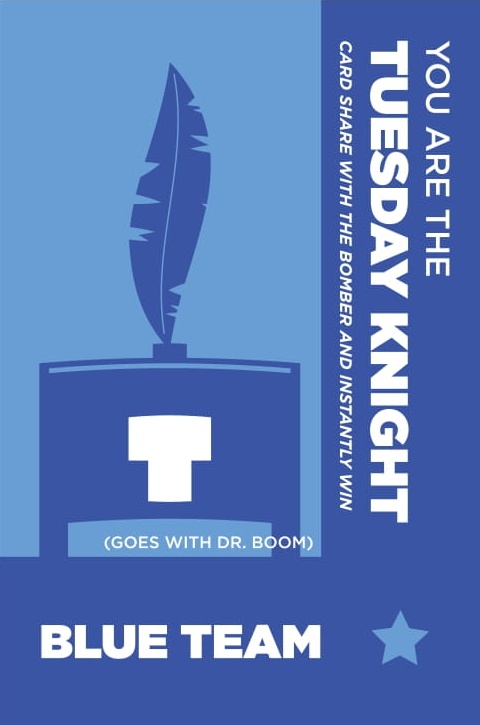 YOU ARE THE
TUESDAY KNIGHT
CARD SHARE WITH THE BOMBER AND INSTANTLY WIN
T
(GOES WITH DR. BOOM)
BLUE TEAM